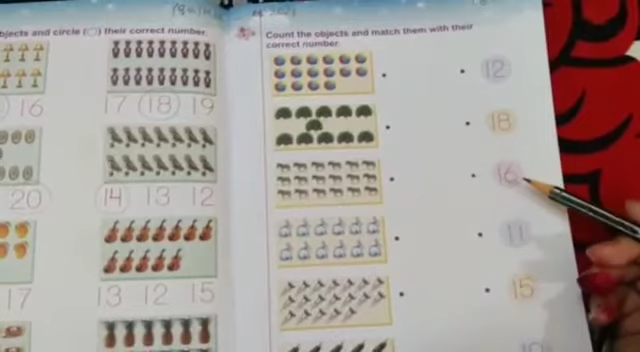 bjects and circle (○) their correct number.
16
17 18 19
20
14 13 12
17
13 12 15
Count the objects and match them with their
correct number.
12
18
16
11
15